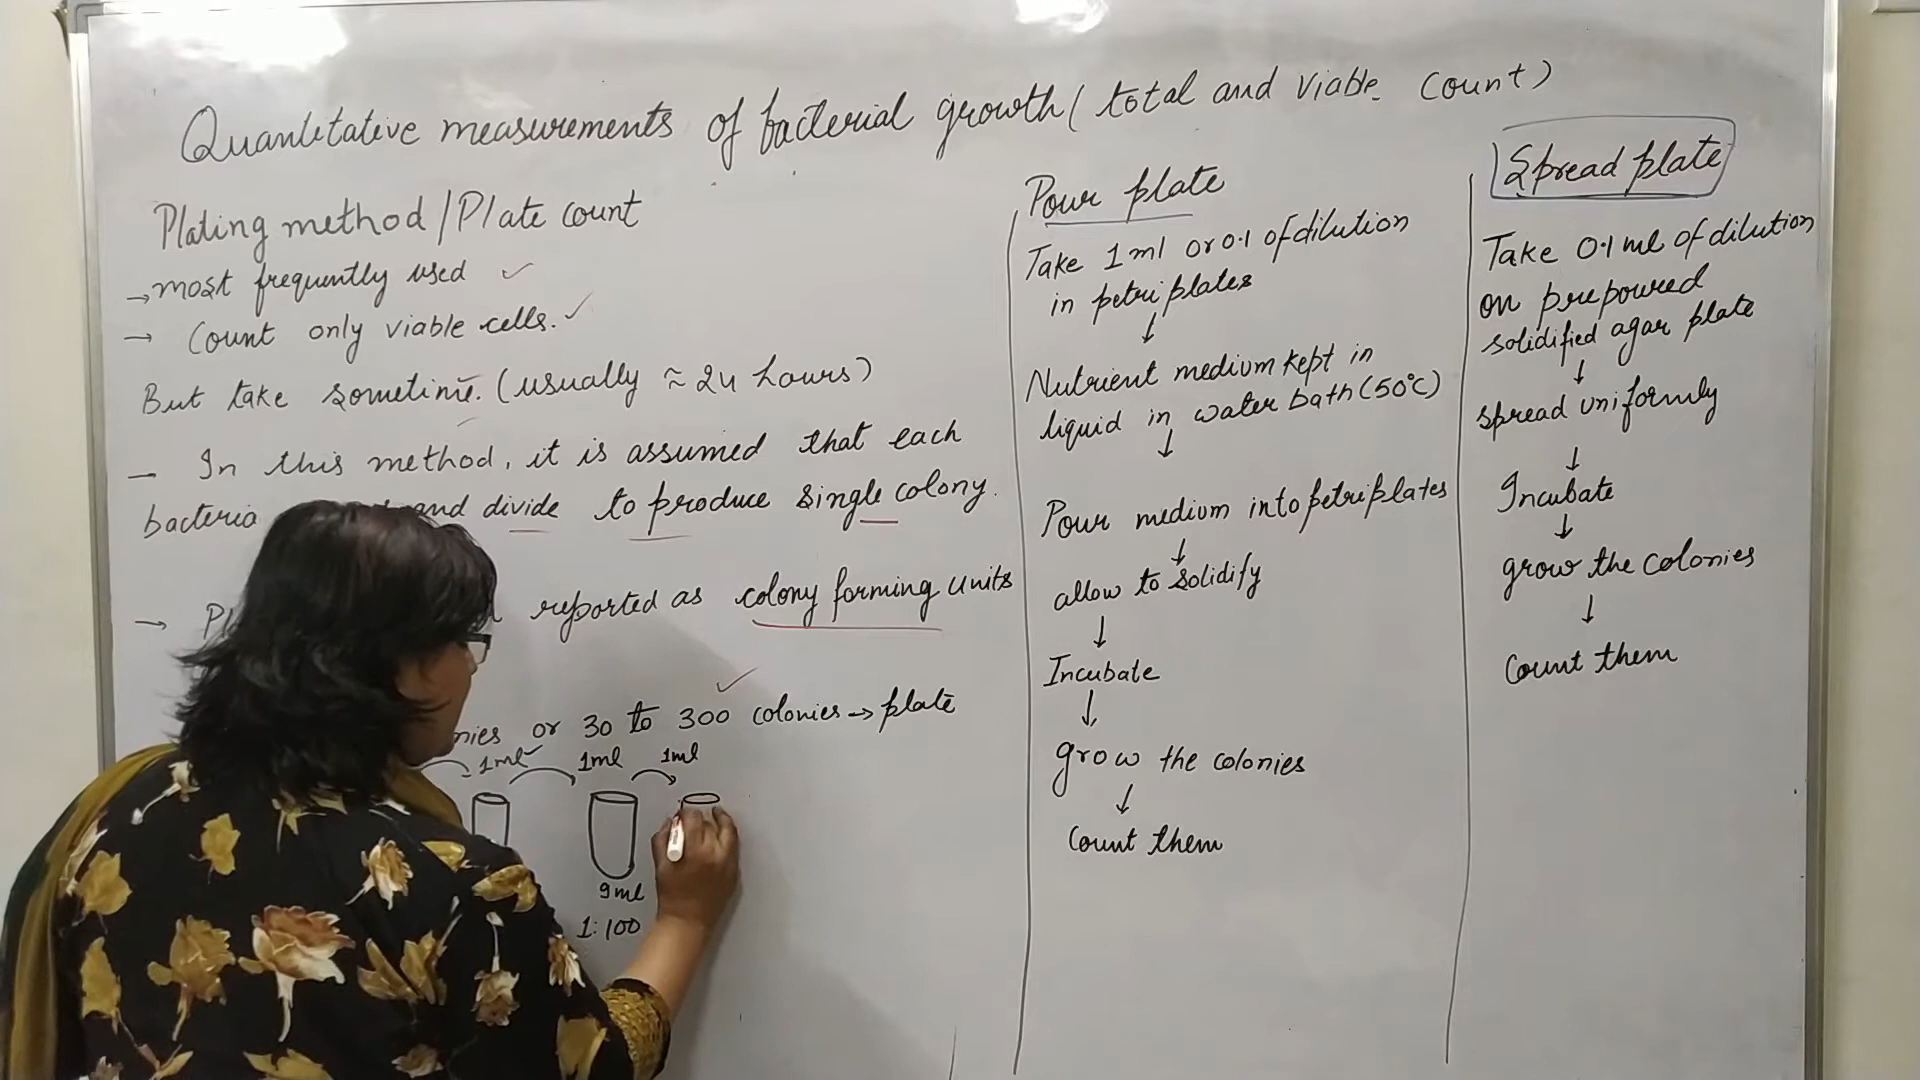 Quantitative measurements of bacterial growth (total and viable count)
Plating method / Plate count
→ most frequently used ✓
→ Count only viable cells. ✓
But take sometime. (usually ≈ 24 hours)
- In this method, it is assumed that each
bacteria and divide to produce single colony.
→ reported as colony forming units
or 30 to 300 colonies → plate
1ml 1ml 1ml
9ml
1:100
Pour plate
Take 1ml or 0.1 of dilution
in petriplates
↓
Nutrient medium kept in
liquid in water bath (50°C)
↓
Pour medium into petriplates
↓
allow to solidify
↓
Incubate
↓
grow the colonies
↓
Count them
Spread plate
Take 0.1 ml of dilution
on prepoured
solidified agar plate
↓
spread uniformly
↓
Incubate
↓
grow the colonies
↓
Count them